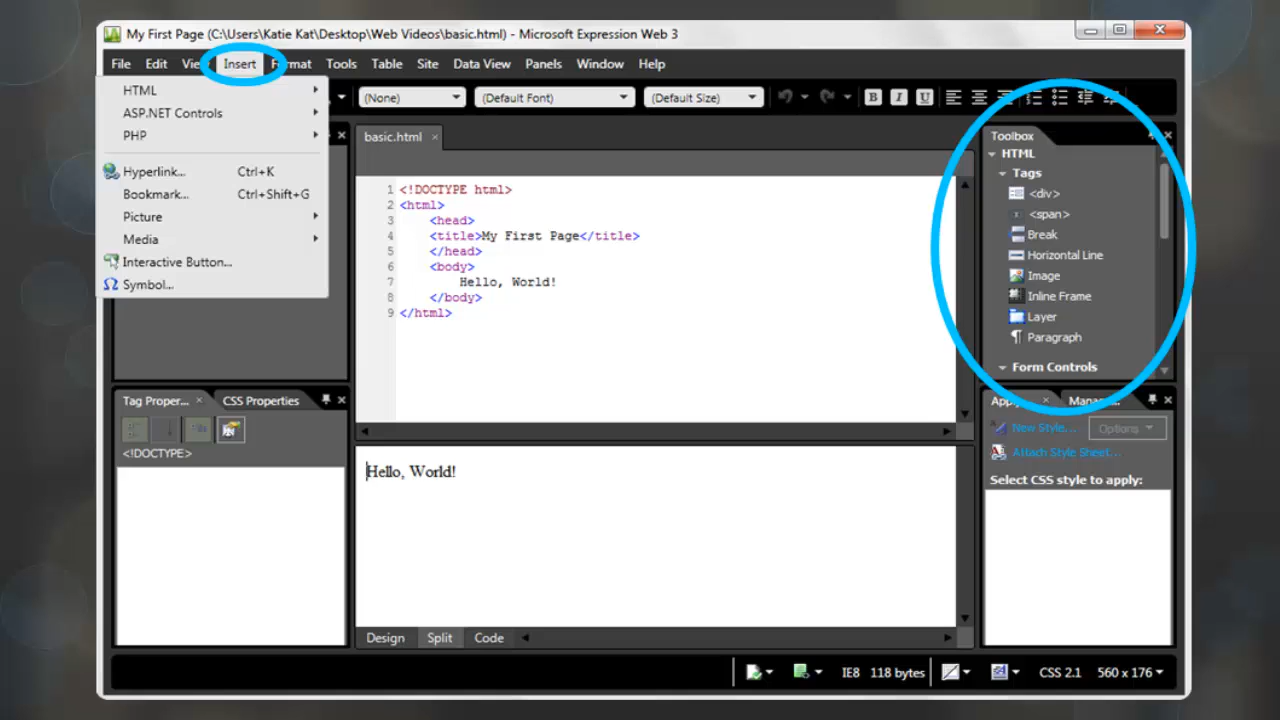 My First Page (C:\Users\Katie Kat\Desktop\Web Videos\basic.html) - Microsoft Expression Web 3
File Edit View Insert Format Tools Table Site Data View Panels Window Help
(None) (Default Font) (Default Size) B I U
HTML
ASP.NET Controls
PHP
Hyperlink... Ctrl+K
Bookmark... Ctrl+Shift+G
Picture
Media
Interactive Button...
Symbol...
basic.html
1 <!DOCTYPE html>
2 <html>
3 <head>
4 <title>My First Page</title>
5 </head>
6 <body>
7 Hello, World!
8 </body>
9 </html>
Toolbox
HTML
Tags
<div>
<span>
Break
Horizontal Line
Image
Inline Frame
Layer
Paragraph
Form Controls
Tag Proper... CSS Properties
<!DOCTYPE>
Hello, World!
Design Split Code
New Style... Options
Attach Style Sheet...
Select CSS style to apply:
IE8 118 bytes CSS 2.1 560 x 176